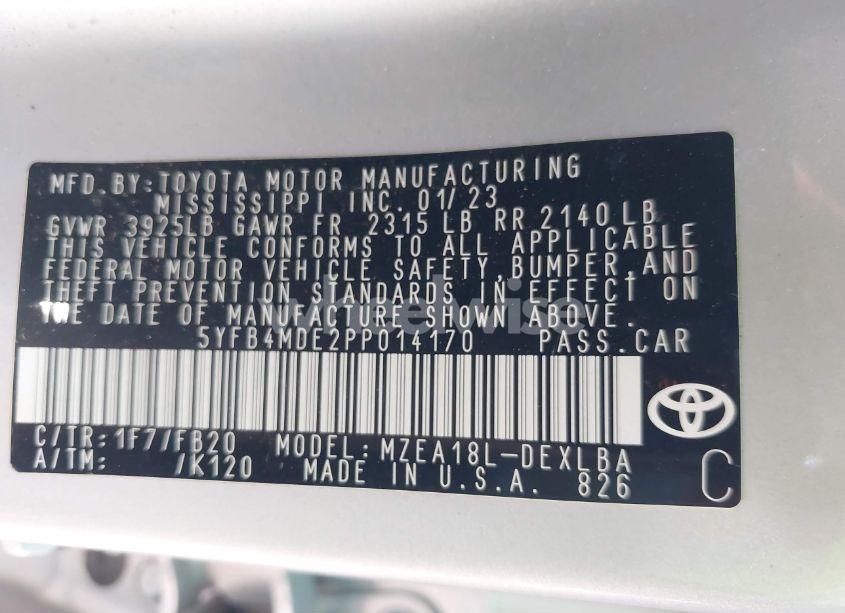 MFD.BY:TOYOTA MOTOR MANUFACTURING
MISSISSIPPI INC. 01/23
GVWR 3925LB GAWR FR 2315 LB RR 2140 LB
THIS VEHICLE CONFORMS TO ALL APPLICABLE
FEDERAL MOTOR VEHICLE SAFETY, BUMPER, AND
THEFT PREVENTION STANDARDS IN EFFECT ON
THE DATE OF MANUFACTURE SHOWN ABOVE.
wheelwise
5YFB4MDE2PP014170 PASS.CAR
C/TR:1F7/FB20 MODEL:MZEA18L-DEXLBA
A/TM: /K120 MADE IN U.S.A. 826
C